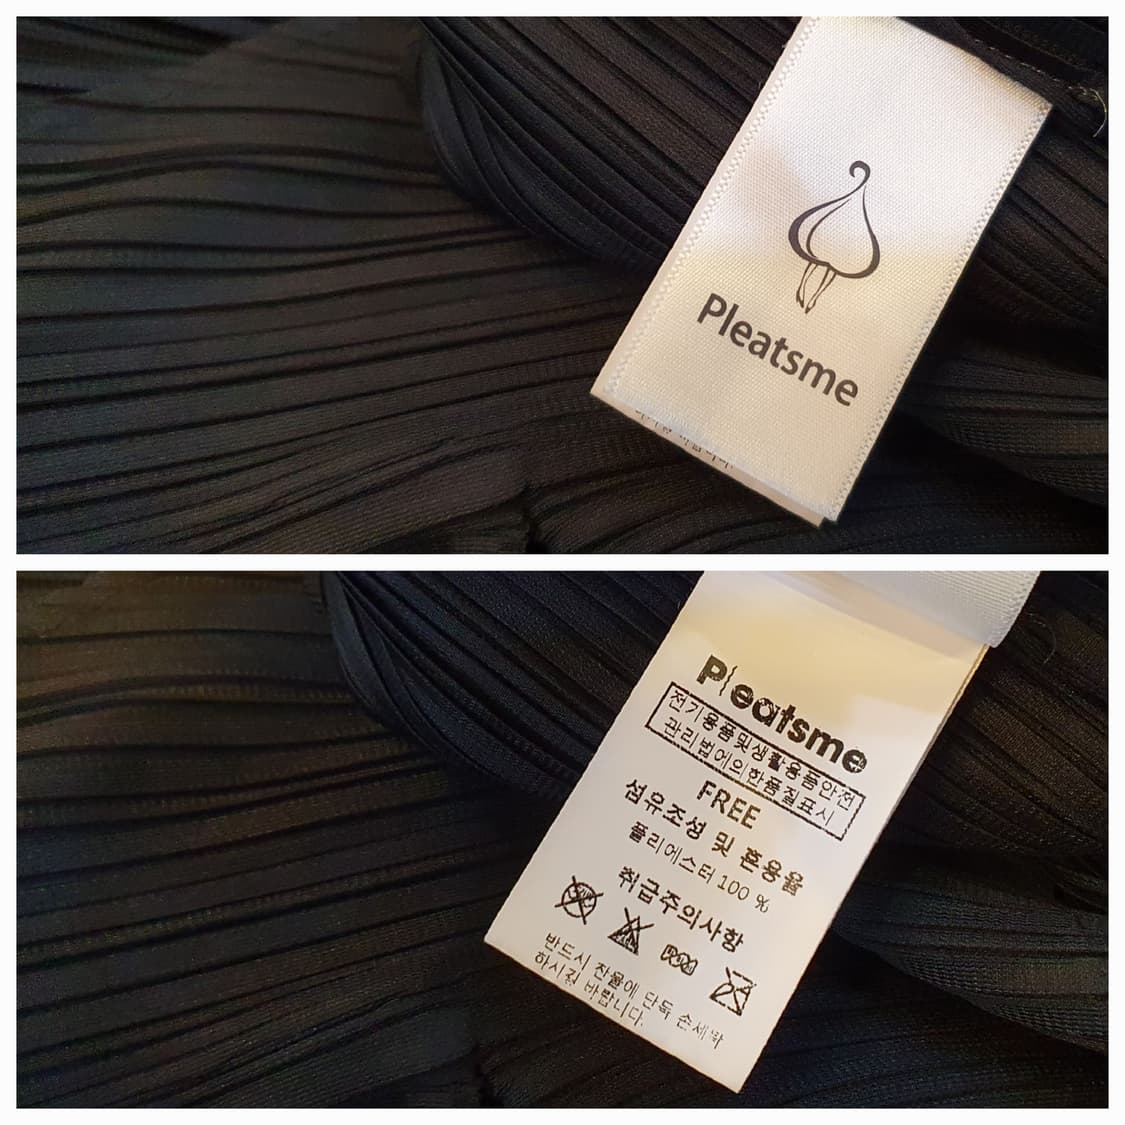 Pleatsme
Pleatsme
전기용품및생활용품안전
관리법에의한품질표시
FREE
섬유조성 및 혼용율
폴리에스터 100 %
취급주의사항
반드시 찬물에 단독 손세탁
하시길 바랍니다.